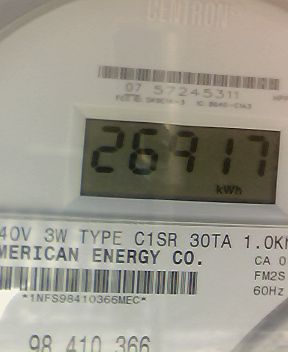 CENTRON
07 57245311
26917
kWh
40V 3W TYPE C1SR 30TA 1.0K
MERICAN ENERGY CO.
CA 0
FM2S
*1NFS98410366MEC*
60Hz
98 410 366